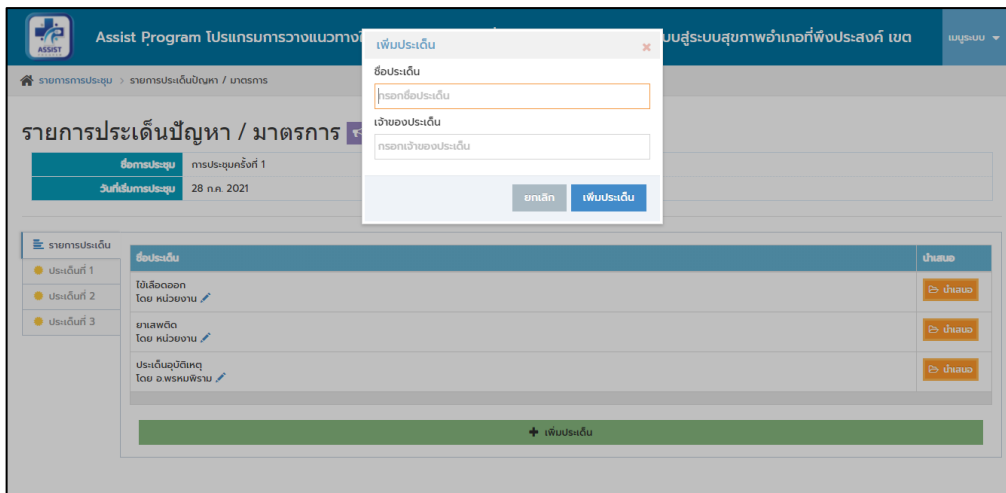 ASSIST
Assist Program โปรแกรมการวางแนวทางใ
บบสู่ระบบสุขภาพอำเภอที่พึงประสงค์ เขต
เมนูระบบ
รายการการประชุม > รายการประเด็นปัญหา / มาตรการ
เพิ่มประเด็น ×
ชื่อประเด็น
กรอกชื่อประเด็น
เจ้าของประเด็น
กรอกเจ้าของประเด็น
ยกเลิก เพิ่มประเด็น
รายการประเด็นปัญหา / มาตรการ
ชื่อการประชุม การประชุมครั้งที่ 1
วันที่เริ่มการประชุม 28 ก.ค. 2021
รายการประเด็น
ประเด็นที่ 1
ประเด็นที่ 2
ประเด็นที่ 3
ชื่อประเด็น นำเสนอ
ไข้เลือดออก
โดย หน่วยงาน
นำเสนอ
ยาเสพติด
โดย หน่วยงาน
นำเสนอ
ประเด็นอุบัติเหตุ
โดย อ.พรหมพิราม
นำเสนอ
+ เพิ่มประเด็น